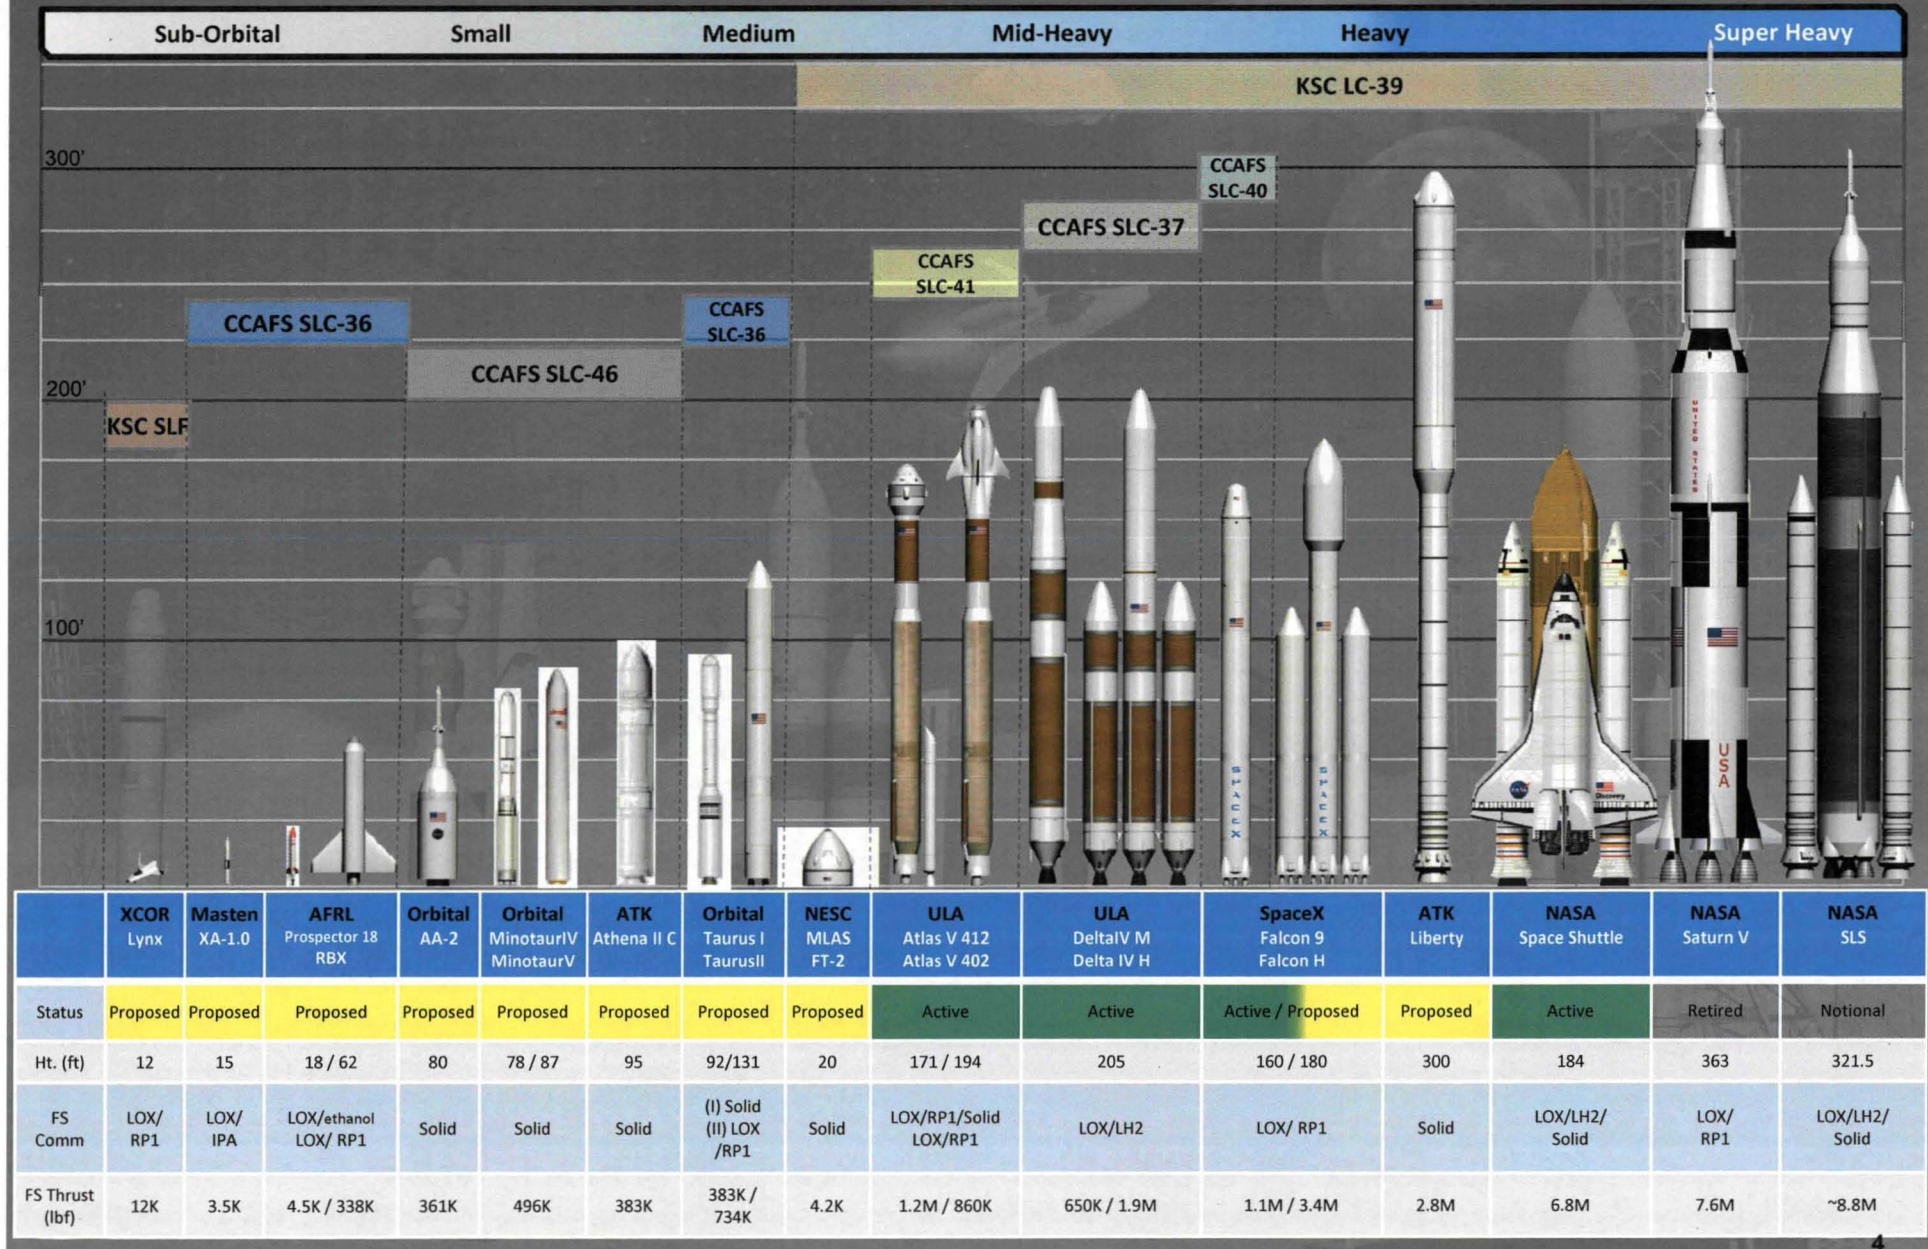 Sub-Orbital Small Medium Mid-Heavy Heavy Super Heavy
KSC LC-39
300'
CCAFS
SLC-40
CCAFS SLC-37
CCAFS
SLC-41
CCAFS SLC-36
CCAFS
SLC-36
CCAFS SLC-46
200'
KSC SLF
100'
UNITED STATES
USA
SPACEX
SPACEX
NASA
Discovery
XCOR
Lynx
Masten
XA-1.0
AFRL
Prospector 18
RBX
Orbital
AA-2
Orbital
MinotaurIV
MinotaurV
ATK
Athena II C
Orbital
Taurus I
TaurusII
NESC
MLAS
FT-2
ULA
Atlas V 412
Atlas V 402
ULA
DeltaIV M
Delta IV H
SpaceX
Falcon 9
Falcon H
ATK
Liberty
NASA
Space Shuttle
NASA
Saturn V
NASA
SLS
Status Proposed Proposed Proposed Proposed Proposed Proposed Proposed Proposed Active Active Active / Proposed Proposed Active Retired Notional
Ht. (ft) 12 15 18 / 62 80 78 / 87 95 92/131 20 171 / 194 205 160 / 180 300 184 363 321.5
FS
Comm
LOX/
RP1
LOX/
IPA
LOX/ethanol
LOX/ RP1
Solid
Solid
Solid
(I) Solid
(II) LOX
/RP1
Solid
LOX/RP1/Solid
LOX/RP1
LOX/LH2
LOX/ RP1
Solid
LOX/LH2/
Solid
LOX/
RP1
LOX/LH2/
Solid
FS Thrust
(lbf)
12K
3.5K
4.5K / 338K
361K
496K
383K
383K /
734K
4.2K
1.2M / 860K
650K / 1.9M
1.1M / 3.4M
2.8M
6.8M
7.6M
~8.8M
4